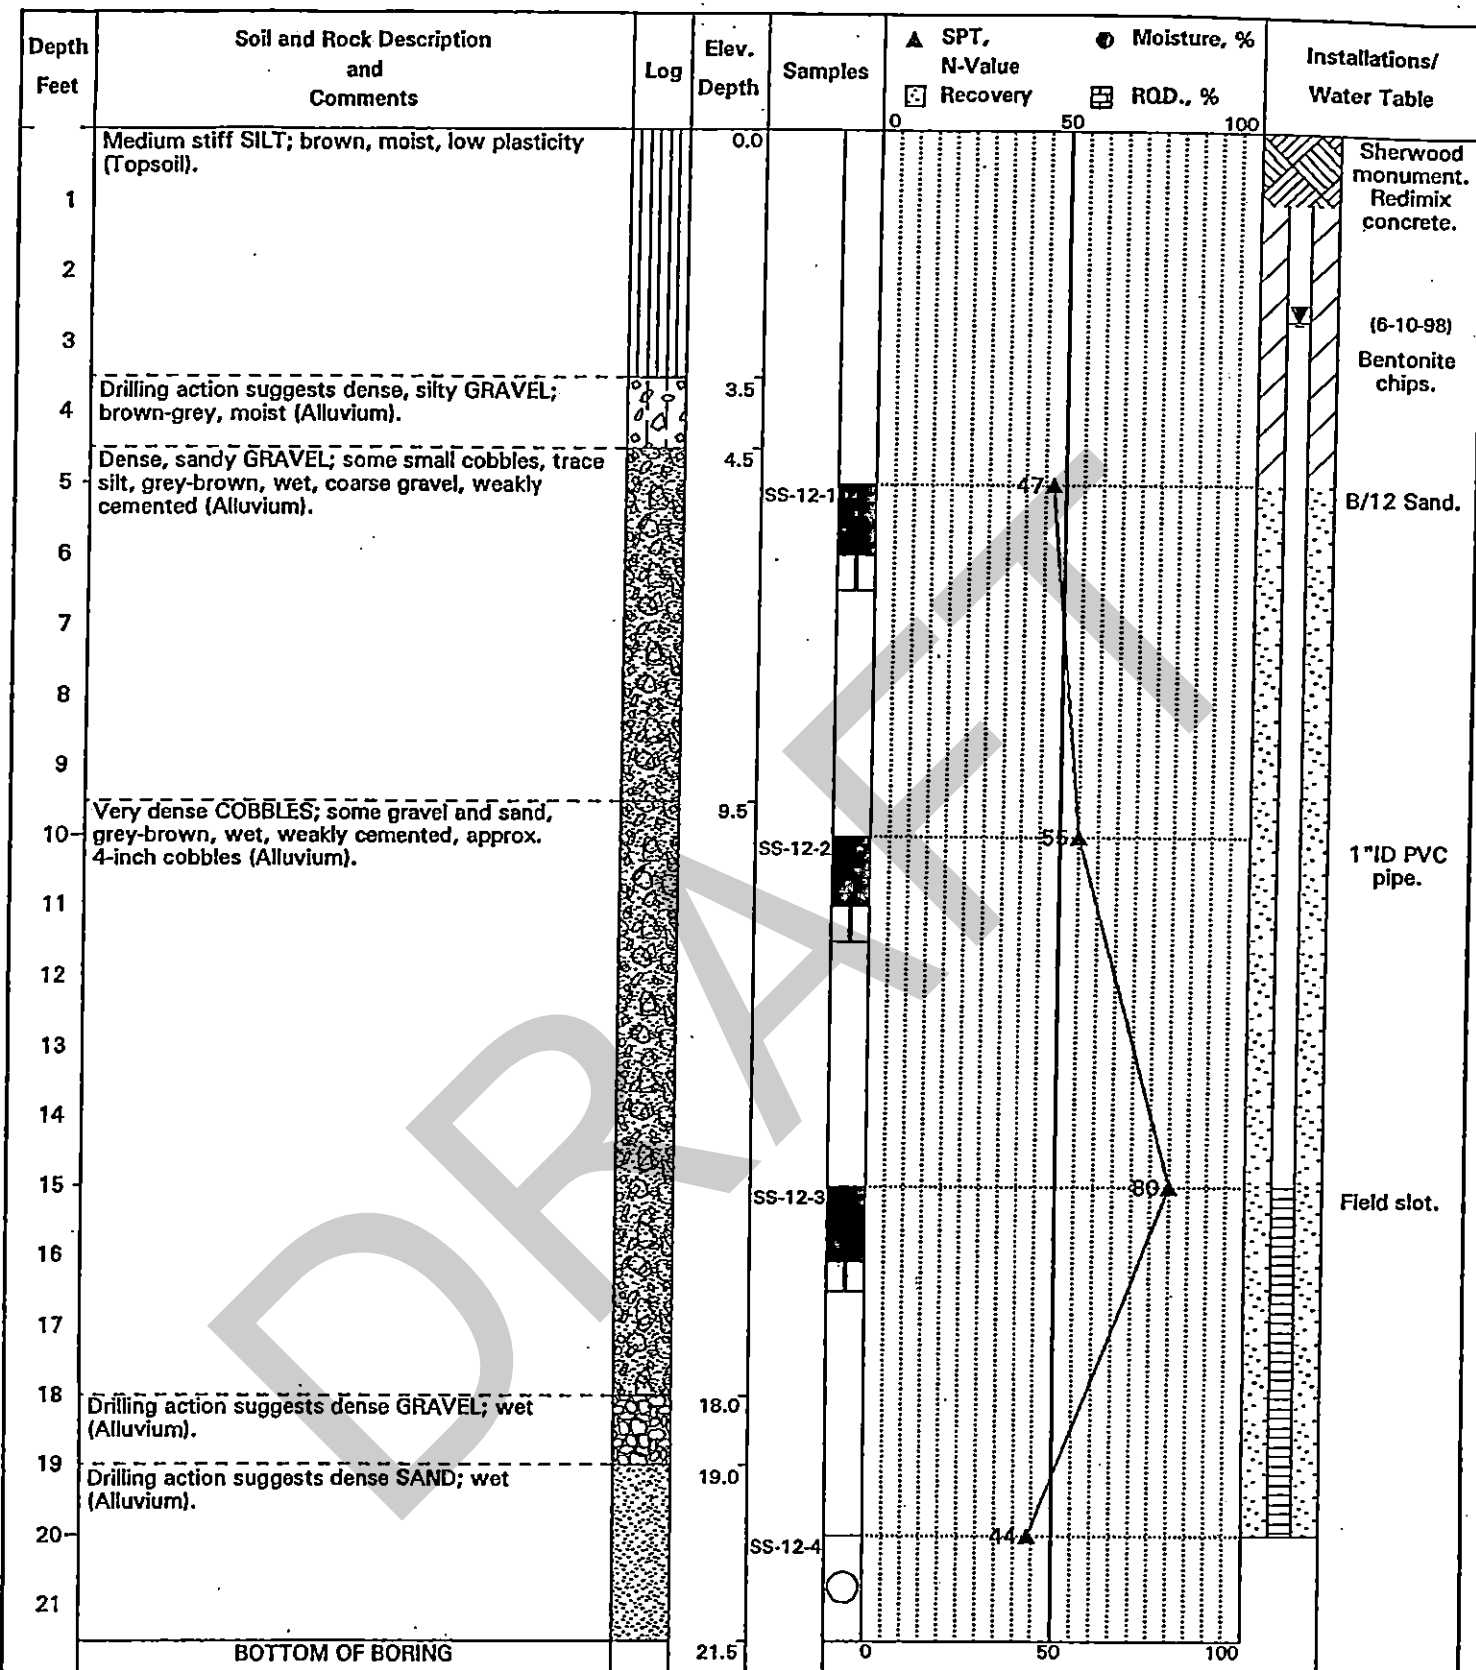 Depth
Feet
Soil and Rock Description
and
Comments
Log
Elev.
Depth
Samples
▲ SPT,
N-Value
Moisture, %
Recovery
RQD., %
Installations/
Water Table
0 50 100
Medium stiff SILT; brown, moist, low plasticity
(Topsoil).
0.0
Sherwood
monument.
Redimix
concrete.
1
2
3
(6-10-98)
Bentonite
chips.
Drilling action suggests dense, silty GRAVEL;
brown-grey, moist (Alluvium).
3.5
4
Dense, sandy GRAVEL; some small cobbles, trace
silt, grey-brown, wet, coarse gravel, weakly
cemented (Alluvium).
4.5
5
SS-12-1
47
B/12 Sand.
6
7
8
9
Very dense COBBLES; some gravel and sand,
grey-brown, wet, weakly cemented, approx.
4-inch cobbles (Alluvium).
9.5
10
SS-12-2
55
1"ID PVC
pipe.
11
12
13
14
15
SS-12-3
80
Field slot.
16
17
18
Drilling action suggests dense GRAVEL; wet
(Alluvium).
18.0
19
Drilling action suggests dense SAND; wet
(Alluvium).
19.0
20
SS-12-4
44
21
BOTTOM OF BORING
21.5
0 50 100
DRAFT